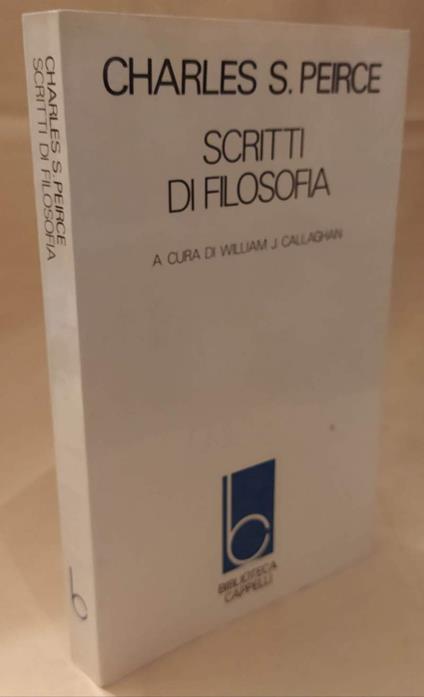 CHARLES S. PEIRCE
SCRITTI DI FILOSOFIA
CHARLES S. PEIRCE
SCRITTI
DI FILOSOFIA
A CURA DI WILLIAM J. CALLAGHAN
BIBLIOTECA
CAPPELLI